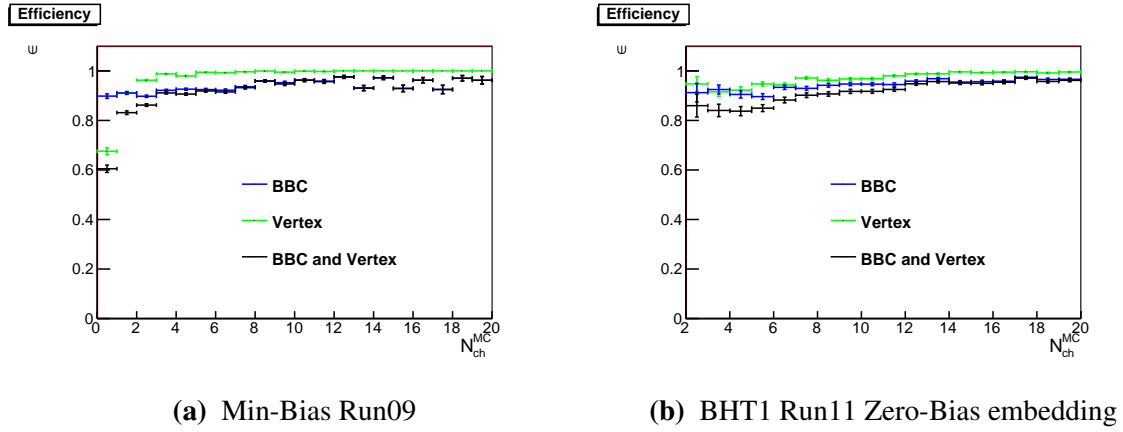 Efficiency
ϵ
1
0.8
0.6
0.4
0.2
0
BBC
Vertex
BBC and Vertex
0 2 4 6 8 10 12 14 16 18 20
N_ch^MC
(a) Min-Bias Run09
Efficiency
ϵ
1
0.8
0.6
0.4
0.2
0
BBC
Vertex
BBC and Vertex
2 4 6 8 10 12 14 16 18 20
N_ch^MC
(b) BHT1 Run11 Zero-Bias embedding